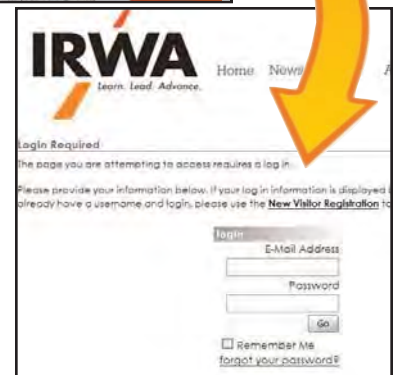 IRWA
Learn. Lead. Advance.
Home News A
Login Required
The page you are attempting to access requires a log in.
Please provide your information below. If your log in information is displayed
already have a username and login, please use the New Visitor Registration to
login
E-Mail Address
Password
Go
Remember Me
forgot your password?